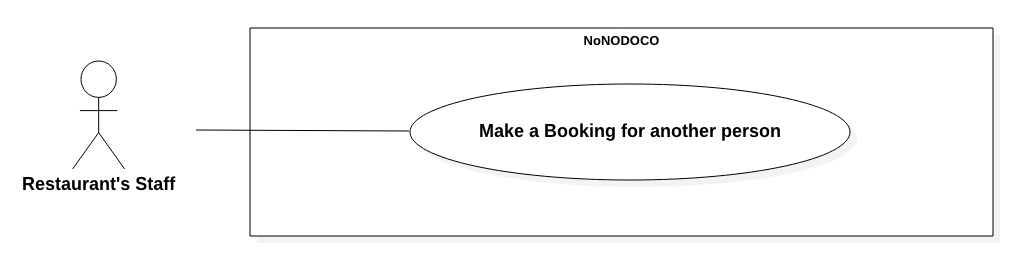 NoNODOCO
Make a Booking for another person
Restaurant's Staff